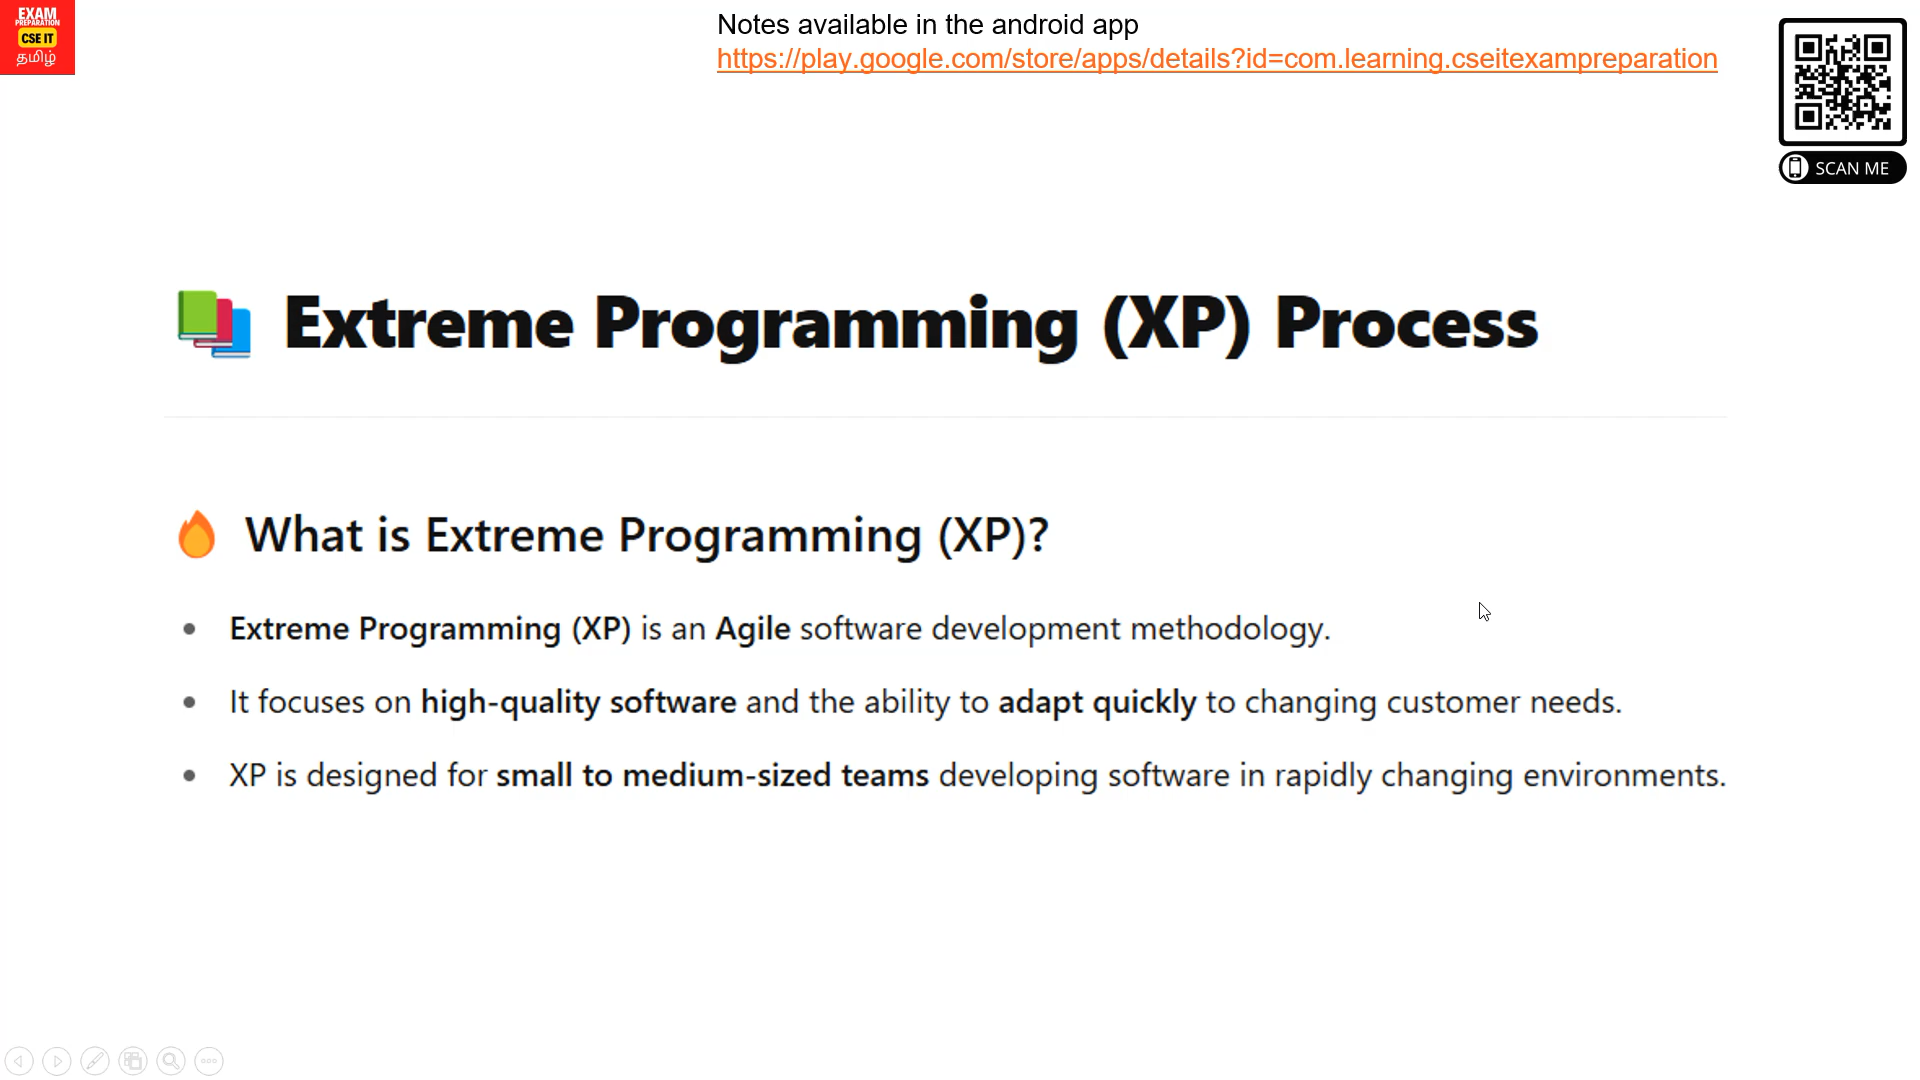 EXAM
PREPARATION
CSE IT
தமிழ்
Notes available in the android app
https://play.google.com/store/apps/details?id=com.learning.cseitexampreparation
SCAN ME
Extreme Programming (XP) Process
What is Extreme Programming (XP)?
• Extreme Programming (XP) is an Agile software development methodology.
• It focuses on high-quality software and the ability to adapt quickly to changing customer needs.
• XP is designed for small to medium-sized teams developing software in rapidly changing environments.